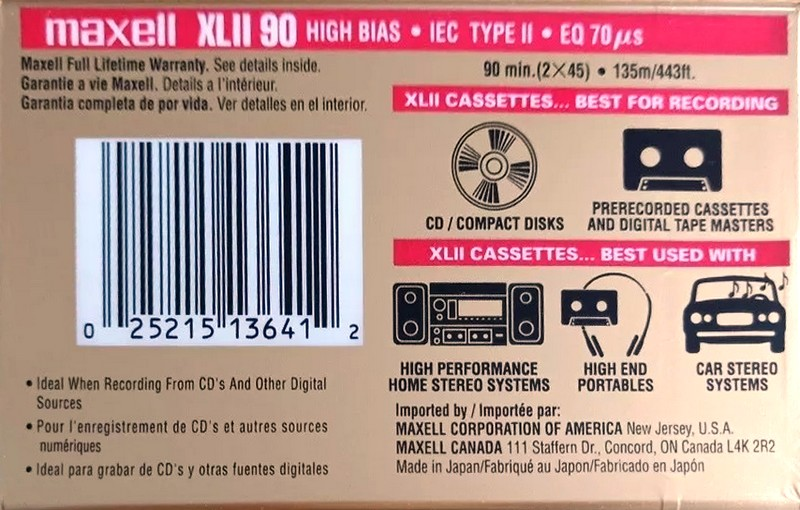 maxell XLII 90 HIGH BIAS • IEC TYPE II • EQ 70µs
Maxell Full Lifetime Warranty. See details inside.
Garantie a vie Maxell. Details a l'intérieur.
Garantia completa de por vida. Ver detalles en el interior.
90 min.(2×45) • 135m/443ft.
XLII CASSETTES... BEST FOR RECORDING
CD / COMPACT DISKS
PRERECORDED CASSETTES
AND DIGITAL TAPE MASTERS
XLII CASSETTES... BEST USED WITH
HIGH PERFORMANCE
HOME STEREO SYSTEMS
HIGH END
PORTABLES
CAR STEREO
SYSTEMS
0 25215 13641 2
• Ideal When Recording From CD's And Other Digital
Sources
• Pour l'enregistrement de CD's et autres sources
numériques
• Ideal para grabar de CD's y otras fuentes digitales
Imported by / Importée par:
MAXELL CORPORATION OF AMERICA New Jersey, U.S.A.
MAXELL CANADA 111 Staffern Dr., Concord, ON Canada L4K 2R2
Made in Japan/Fabriqué au Japon/Fabricado en Japón